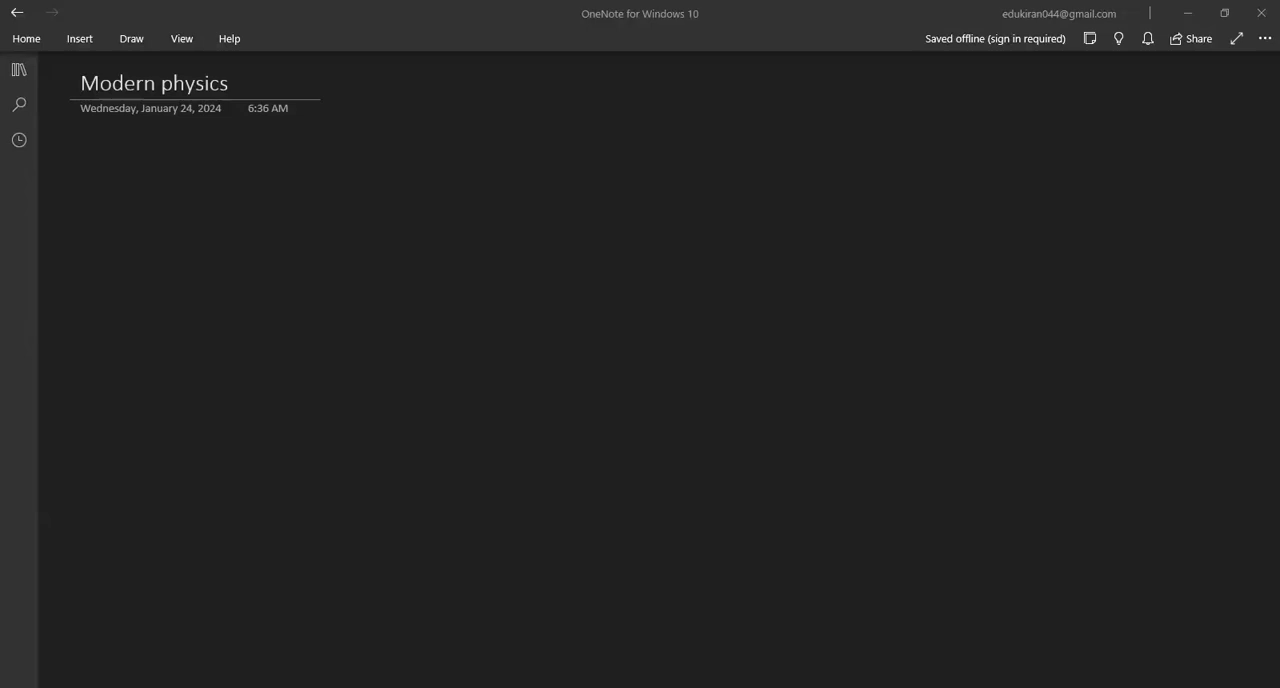 OneNote for Windows 10
edukiran044@gmail.com
Home Insert Draw View Help
Saved offline (sign in required)
Share
Modern physics
Wednesday, January 24, 2024 6:36 AM